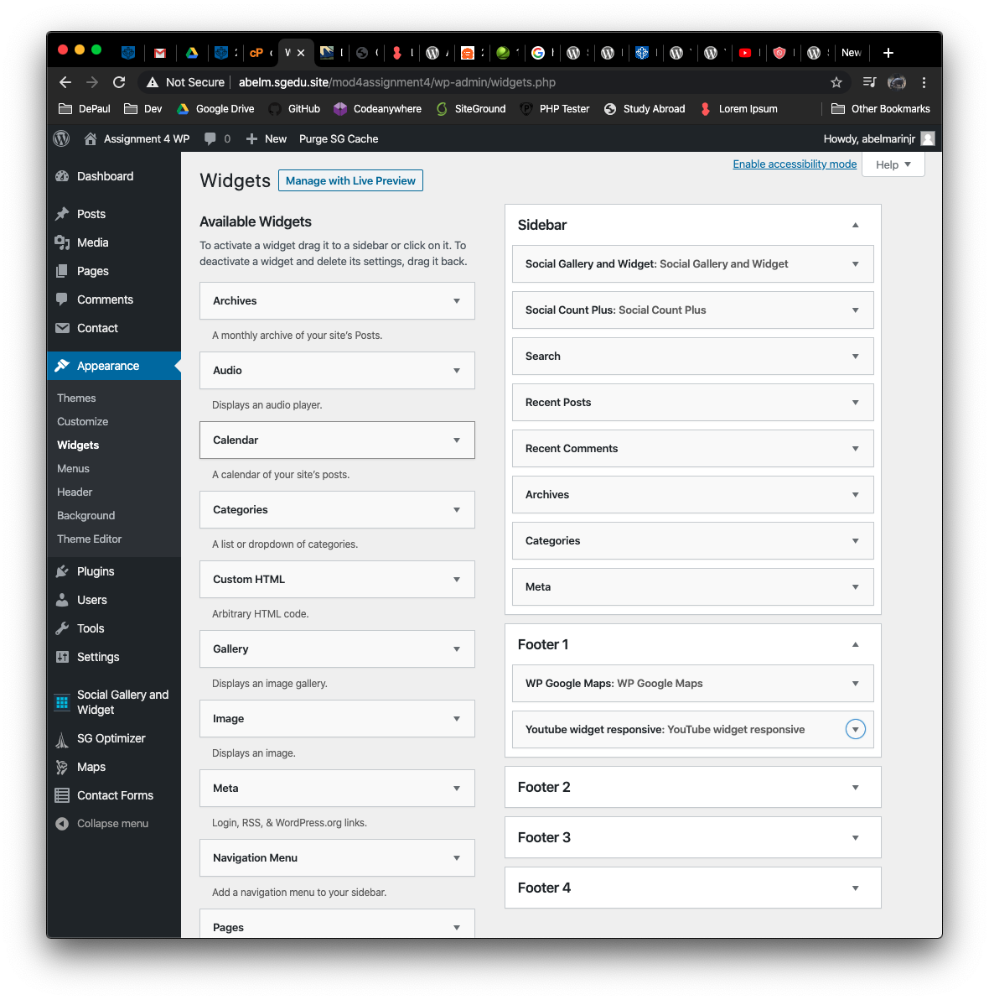 cP
W
New
Not Secure
abelm.sgedu.site/mod4assignment4/wp-admin/widgets.php
DePaul
Dev
Google Drive
GitHub
Codeanywhere
SiteGround
PHP Tester
Study Abroad
Lorem Ipsum
Other Bookmarks
Assignment 4 WP
0
New
Purge SG Cache
Howdy, abelmarinjr
Dashboard
Posts
Media
Pages
Comments
Contact
Appearance
Themes
Customize
Widgets
Menus
Header
Background
Theme Editor
Plugins
Users
Tools
Settings
Social Gallery and
Widget
SG Optimizer
Maps
Contact Forms
Collapse menu
Enable accessibility mode
Help
Widgets
Manage with Live Preview
Available Widgets
To activate a widget drag it to a sidebar or click on it. To
deactivate a widget and delete its settings, drag it back.
Archives
A monthly archive of your site’s Posts.
Audio
Displays an audio player.
Calendar
A calendar of your site’s posts.
Categories
A list or dropdown of categories.
Custom HTML
Arbitrary HTML code.
Gallery
Displays an image gallery.
Image
Displays an image.
Meta
Login, RSS, & WordPress.org links.
Navigation Menu
Add a navigation menu to your sidebar.
Pages
Sidebar
Social Gallery and Widget: Social Gallery and Widget
Social Count Plus: Social Count Plus
Search
Recent Posts
Recent Comments
Archives
Categories
Meta
Footer 1
WP Google Maps: WP Google Maps
Youtube widget responsive: YouTube widget responsive
Footer 2
Footer 3
Footer 4